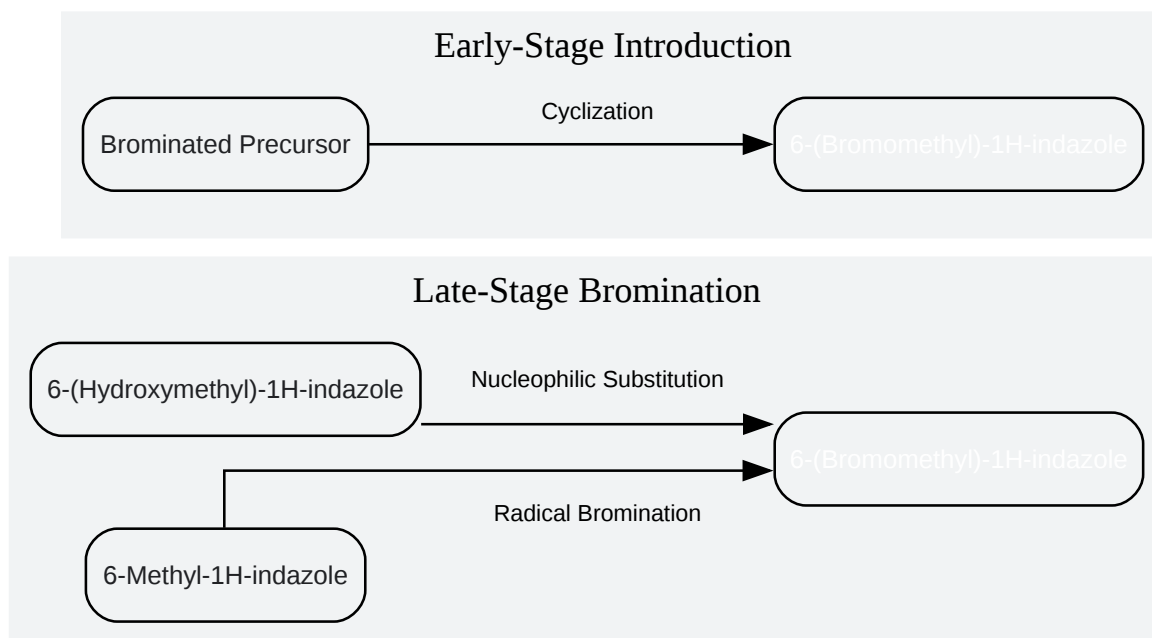 Early-Stage Introduction
Cyclization
Brominated Precursor
6-(Bromomethyl)-1H-indazole
Late-Stage Bromination
6-(Hydroxymethyl)-1H-indazole
Nucleophilic Substitution
6-(Bromomethyl)-1H-indazole
Radical Bromination
6-Methyl-1H-indazole